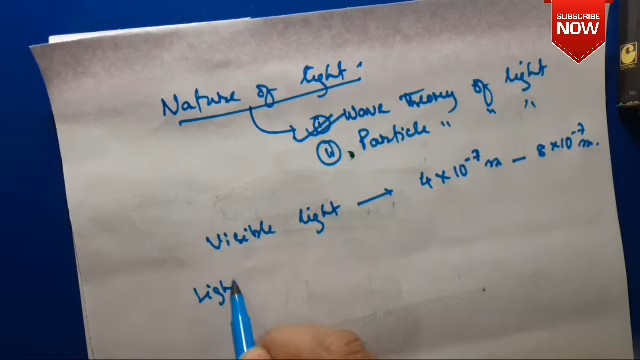 SUBSCRIBE
NOW
Nature of light :
(i) Wave Theory of light
(ii) Particle " " "
Visible light → 4×10⁻⁷ m – 8×10⁻⁷ m.
Ligh